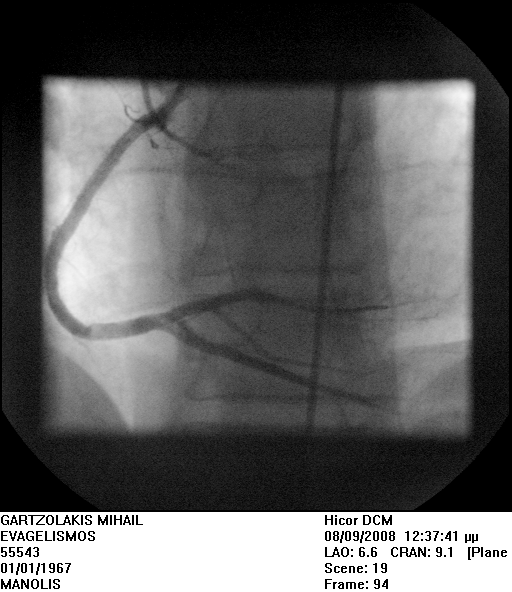 GARTZOLAKIS MIHAIL
EVAGELISMOS
55543
01/01/1967
MANOLIS
Hicor DCM
08/09/2008 12:37:41 μμ
LAO: 6.6 CRAN: 9.1 [Plane
Scene: 19
Frame: 94